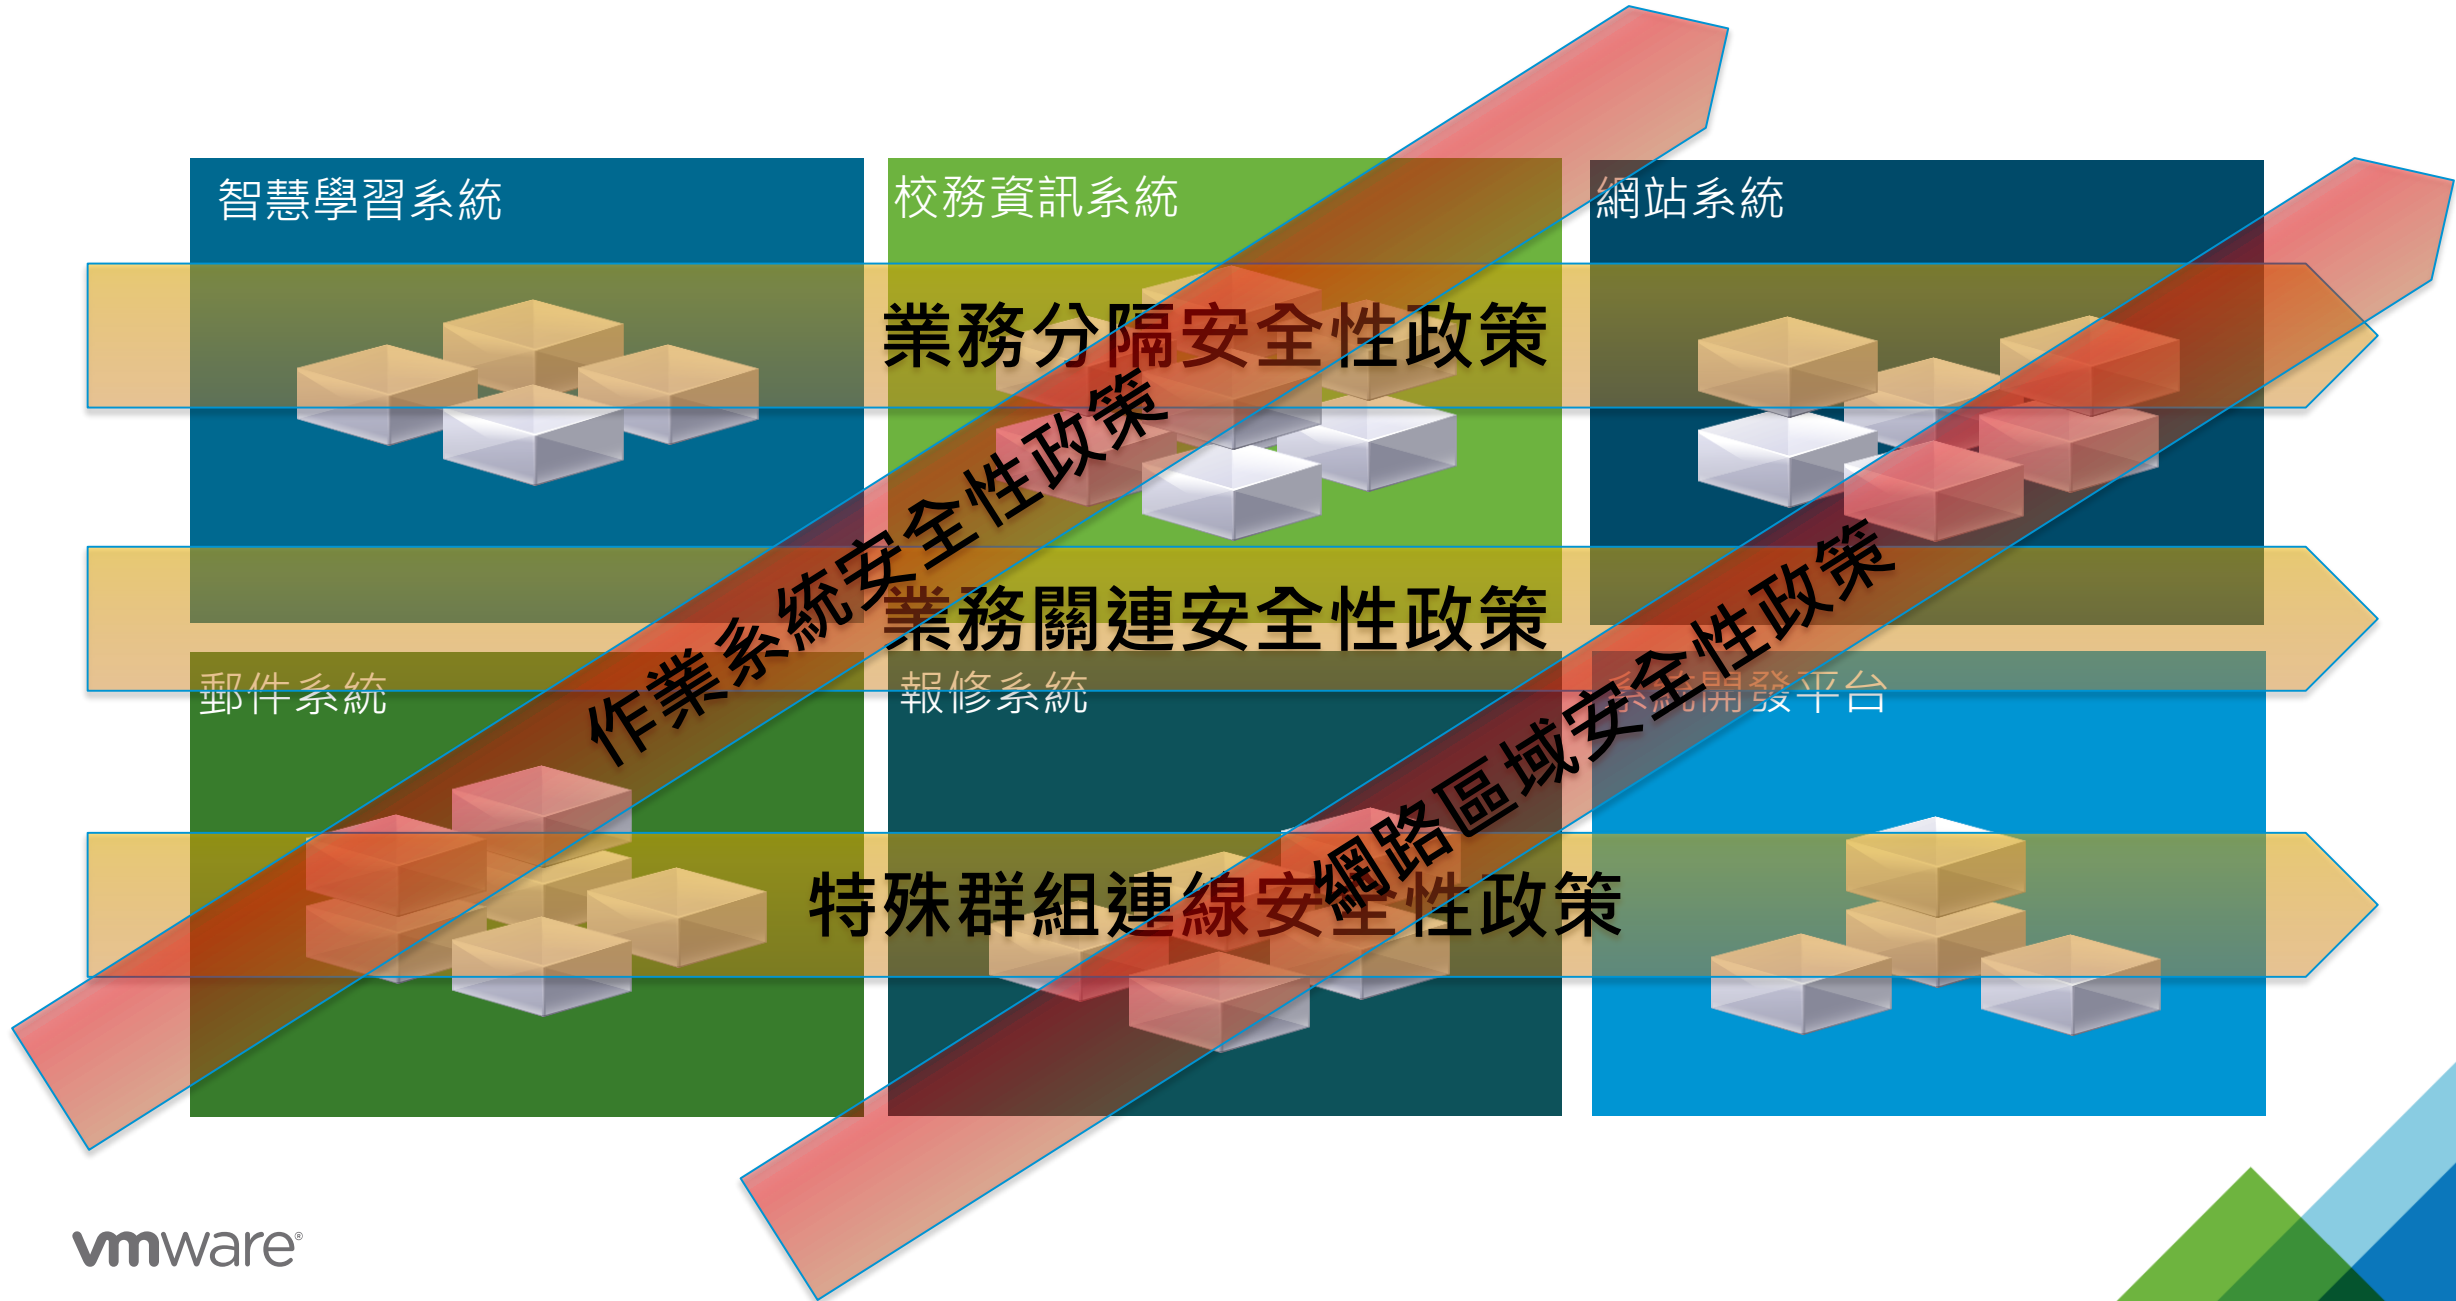 智慧學習系統
校務資訊系統
網站系統
業務分隔安全性政策
作業系統安全性政策
業務關連安全性政策
網路區域安全性政策
郵件系統
報修系統
系統開發平台
特殊群組連線安全性政策
vmware®